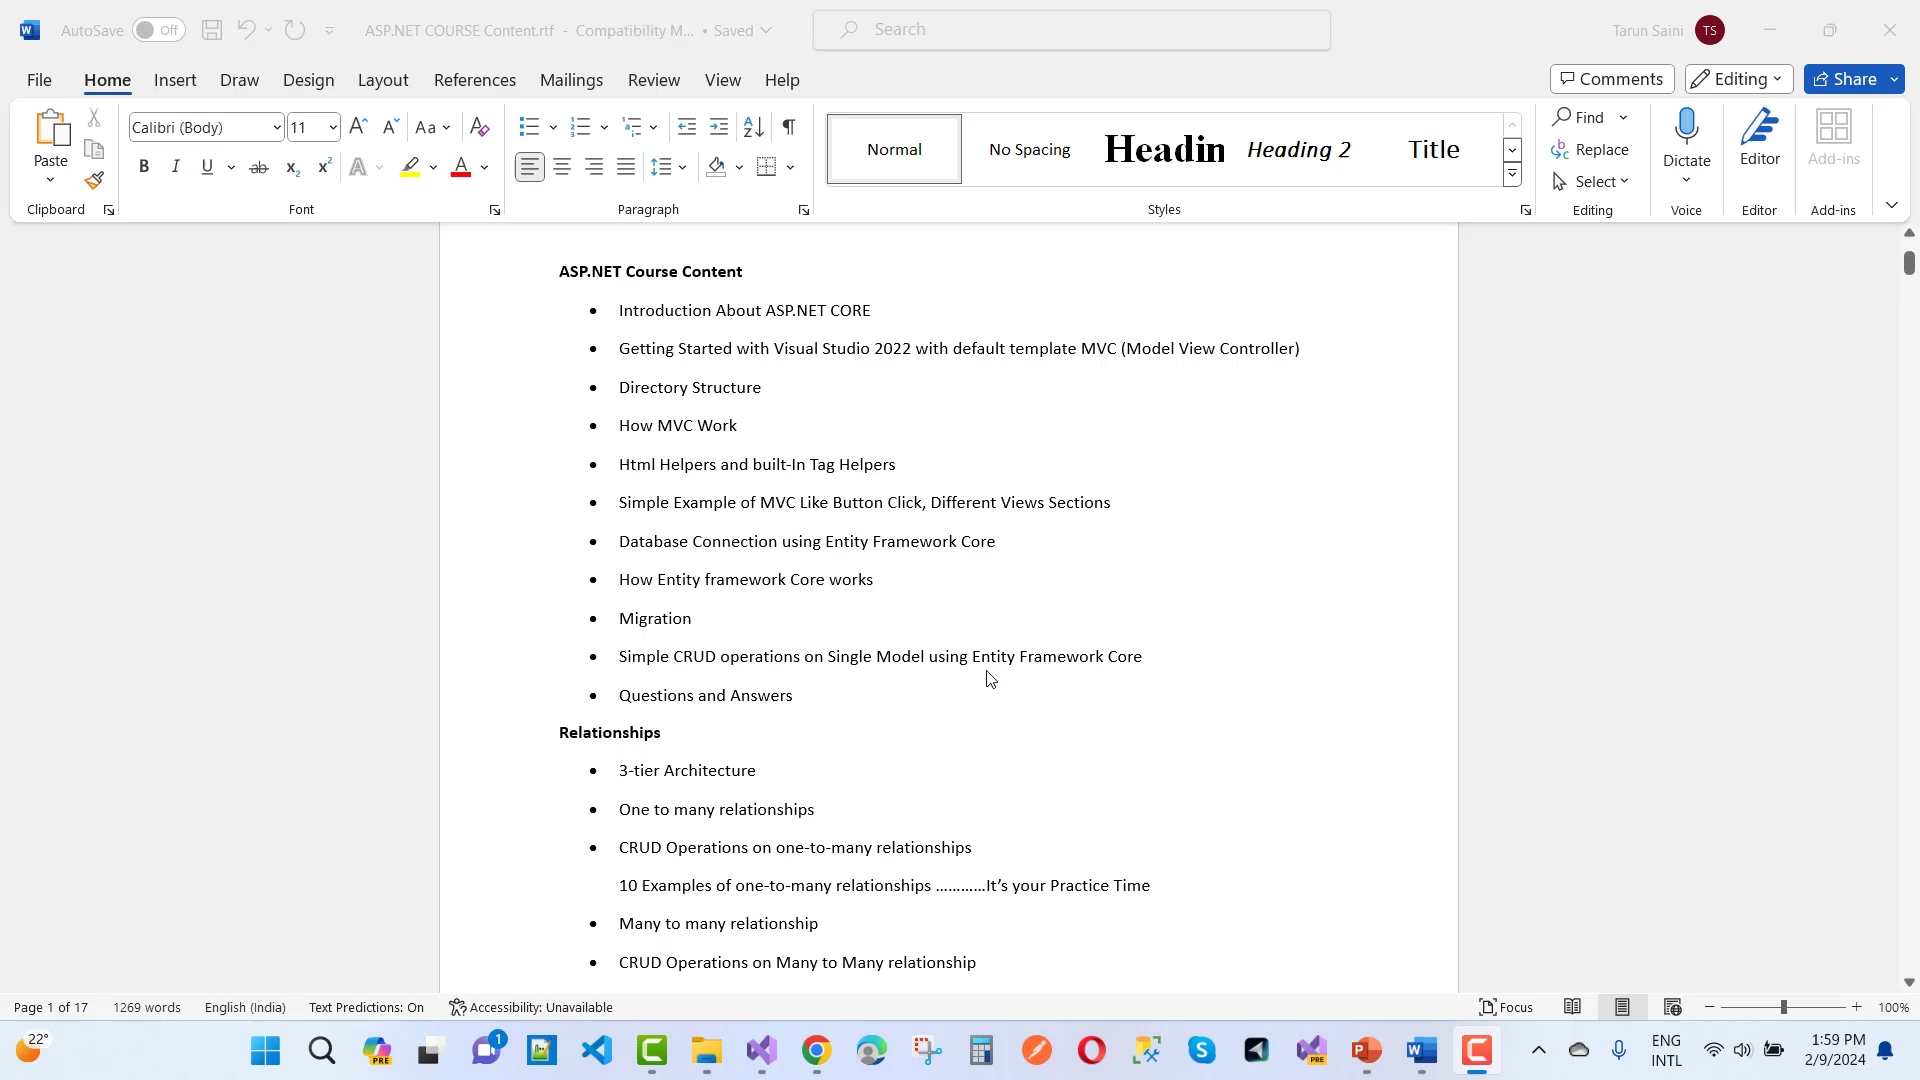 AutoSave Off ASP.NET COURSE Content.rtf - Compatibility M... • Saved Search Tarun Saini TS
File Home Insert Draw Design Layout References Mailings Review View Help Comments Editing Share
Paste Calibri (Body) 11 Aa Normal No Spacing Headin Heading 2 Title Find Replace Select Dictate Editor Add-ins
Clipboard Font Paragraph Styles Editing Voice Editor Add-ins
ASP.NET Course Content
• Introduction About ASP.NET CORE
• Getting Started with Visual Studio 2022 with default template MVC (Model View Controller)
• Directory Structure
• How MVC Work
• Html Helpers and built-In Tag Helpers
• Simple Example of MVC Like Button Click, Different Views Sections
• Database Connection using Entity Framework Core
• How Entity framework Core works
• Migration
• Simple CRUD operations on Single Model using Entity Framework Core
• Questions and Answers
Relationships
• 3-tier Architecture
• One to many relationships
• CRUD Operations on one-to-many relationships
10 Examples of one-to-many relationships …………It’s your Practice Time
• Many to many relationship
• CRUD Operations on Many to Many relationship
Page 1 of 17 1269 words English (India) Text Predictions: On Accessibility: Unavailable Focus 100%
22° PRE 1 PRE ENG 1:59 PM
INTL 2/9/2024